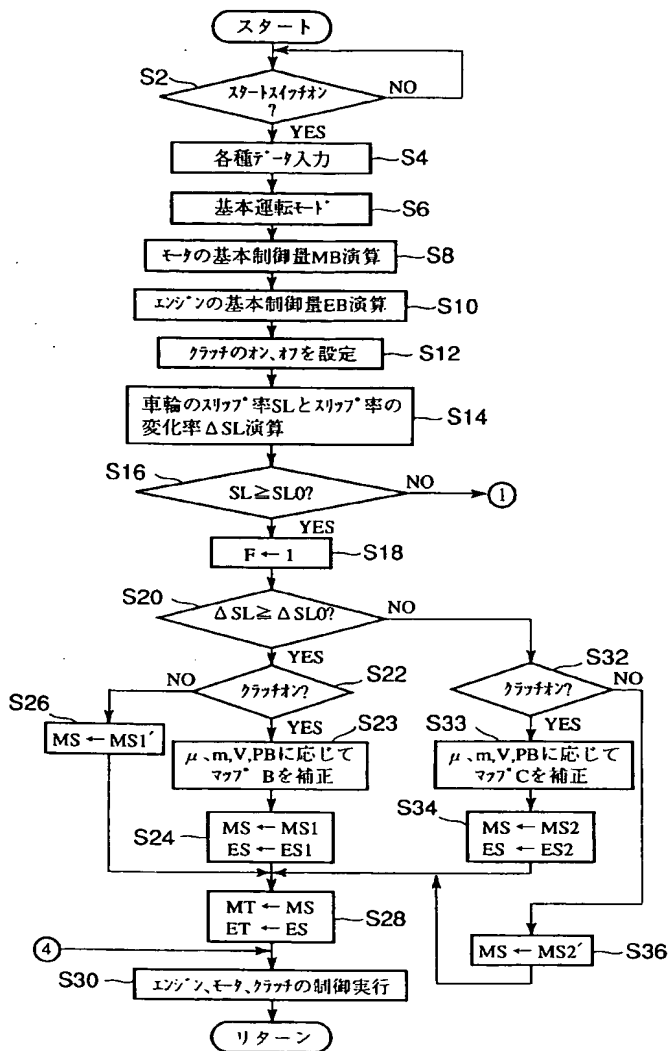 スタート
S2
スタートスイッチオン
?
NO
YES
各種データ入力
S4
基本運転モード
S6
モータの基本制御量MB演算
S8
エンジンの基本制御量EB演算
S10
クラッチのオン、オフを設定
S12
車輪のスリップ率SLとスリップ率の
変化率ΔSL演算
S14
S16
SL≧SL0?
NO
①
YES
F←1
S18
S20
ΔSL≧ΔSL0?
NO
YES
S22
クラッチオン?
NO
YES
S32
クラッチオン?
NO
YES
S26
MS←MS1′
S23
μ、m,V,PBに応じて
マップBを補正
S33
μ、m,V,PBに応じて
マップCを補正
S24
MS←MS1
ES←ES1
S34
MS←MS2
ES←ES2
MT←MS
ET←ES
S28
MS←MS2′
S36
④
S30
エンジン、モータ、クラッチの制御実行
リターン